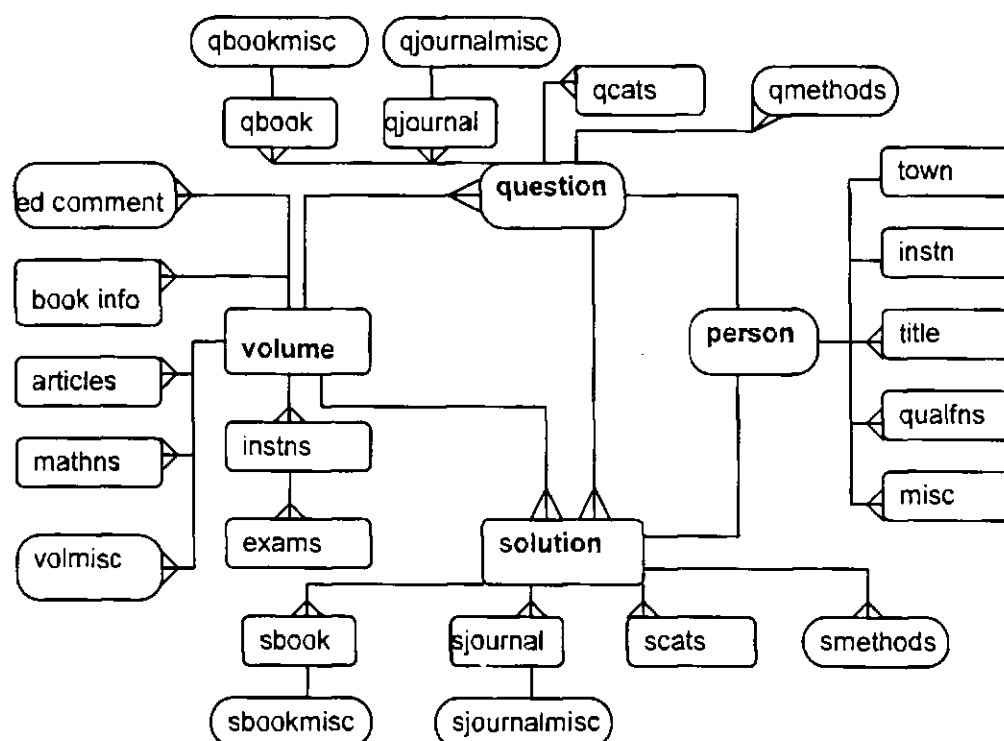 qbookmisc
qjournalmisc
qcats
qmethods
qbook
qjournal
town
question
ed comment
instn
book info
volume
person
title
articles
qualfns
instns
mathns
misc
exams
solution
volmisc
sbook
sjournal
scats
smethods
sbookmisc
sjournalmisc